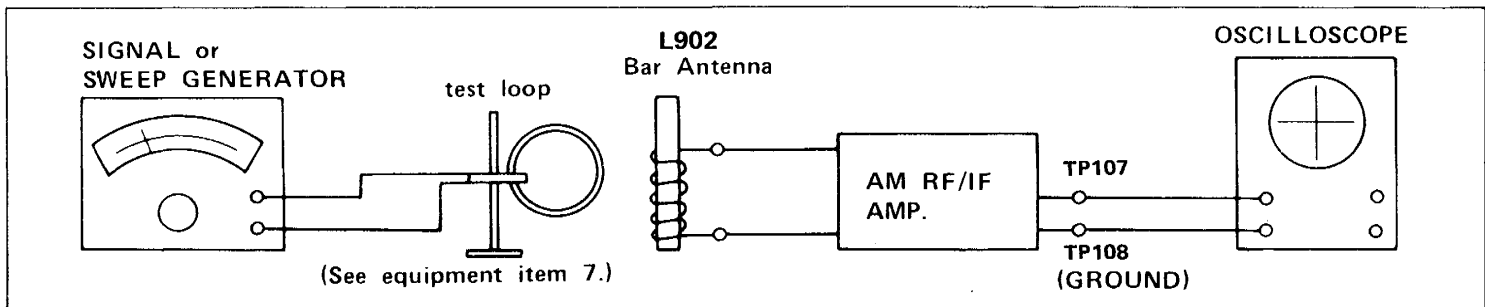 SIGNAL or
SWEEP GENERATOR
test loop
(See equipment item 7.)
L902
Bar Antenna
AM RF/IF
AMP.
TP107
TP108
(GROUND)
OSCILLOSCOPE